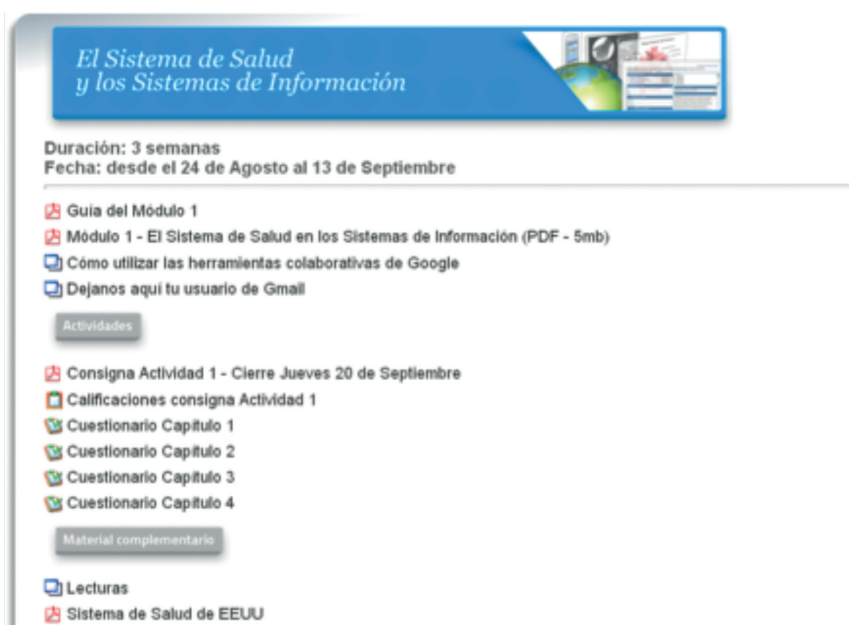 El Sistema de Salud
y los Sistemas de Información
Duración: 3 semanas
Fecha: desde el 24 de Agosto al 13 de Septiembre
Guía del Módulo 1
Módulo 1 - El Sistema de Salud en los Sistemas de Información (PDF - 5mb)
Cómo utilizar las herramientas colaborativas de Google
Dejanos aquí tu usuario de Gmail
Actividades
Consigna Actividad 1 - Cierre Jueves 20 de Septiembre
Calificaciones consigna Actividad 1
Cuestionario Capítulo 1
Cuestionario Capítulo 2
Cuestionario Capítulo 3
Cuestionario Capítulo 4
Material complementario
Lecturas
Sistema de Salud de EEUU